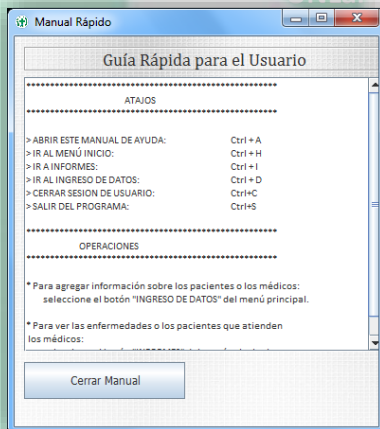 Manual Rápido
Guía Rápida para el Usuario
********************************************************
ATAJOS
********************************************************
> ABRIR ESTE MANUAL DE AYUDA: Ctrl + A
> IR AL MENÚ INICIO: Ctrl + H
> IR A INFORMES: Ctrl + I
> IR AL INGRESO DE DATOS: Ctrl + D
> CERRAR SESION DE USUARIO: Ctrl+C
> SALIR DEL PROGRAMA: Ctrl+S
********************************************************
OPERACIONES
********************************************************
* Para agregar información sobre los pacientes o los médicos:
seleccione el botón "INGRESO DE DATOS" del menú principal.
* Para ver las enfermedades o los pacientes que atienden
los médicos:
Cerrar Manual